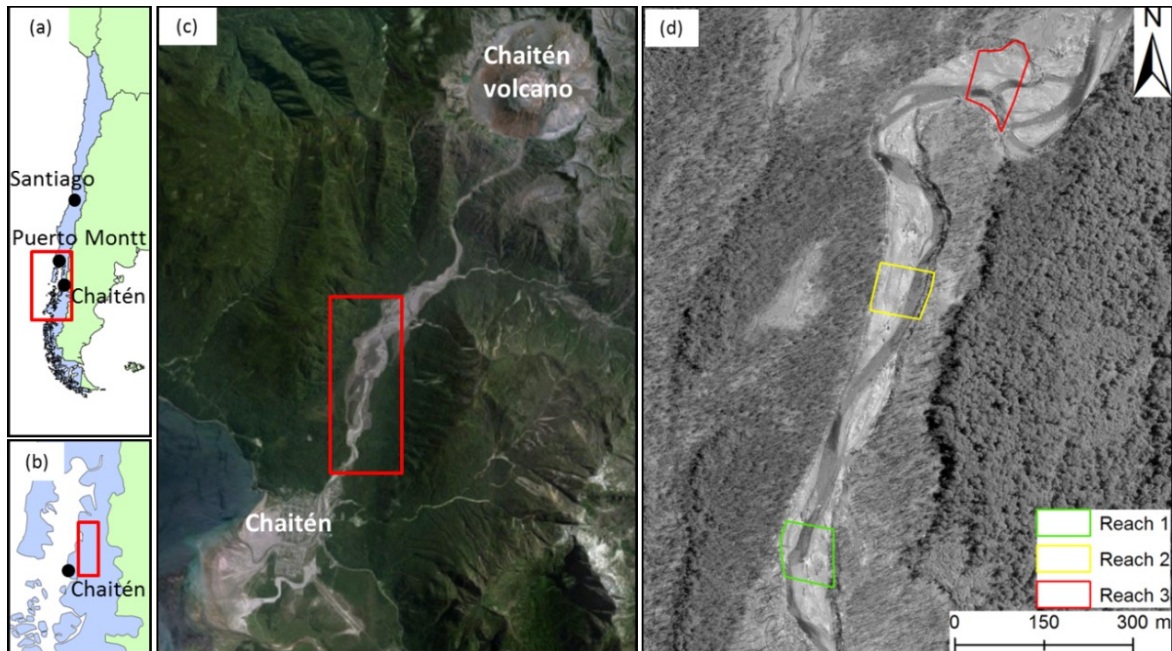 (a)
Santiago
Puerto Montt
Chaitén
(b)
Chaitén
(c)
Chaitén
volcano
Chaitén
(d)
N
Reach 1
Reach 2
Reach 3
0 150 300 m